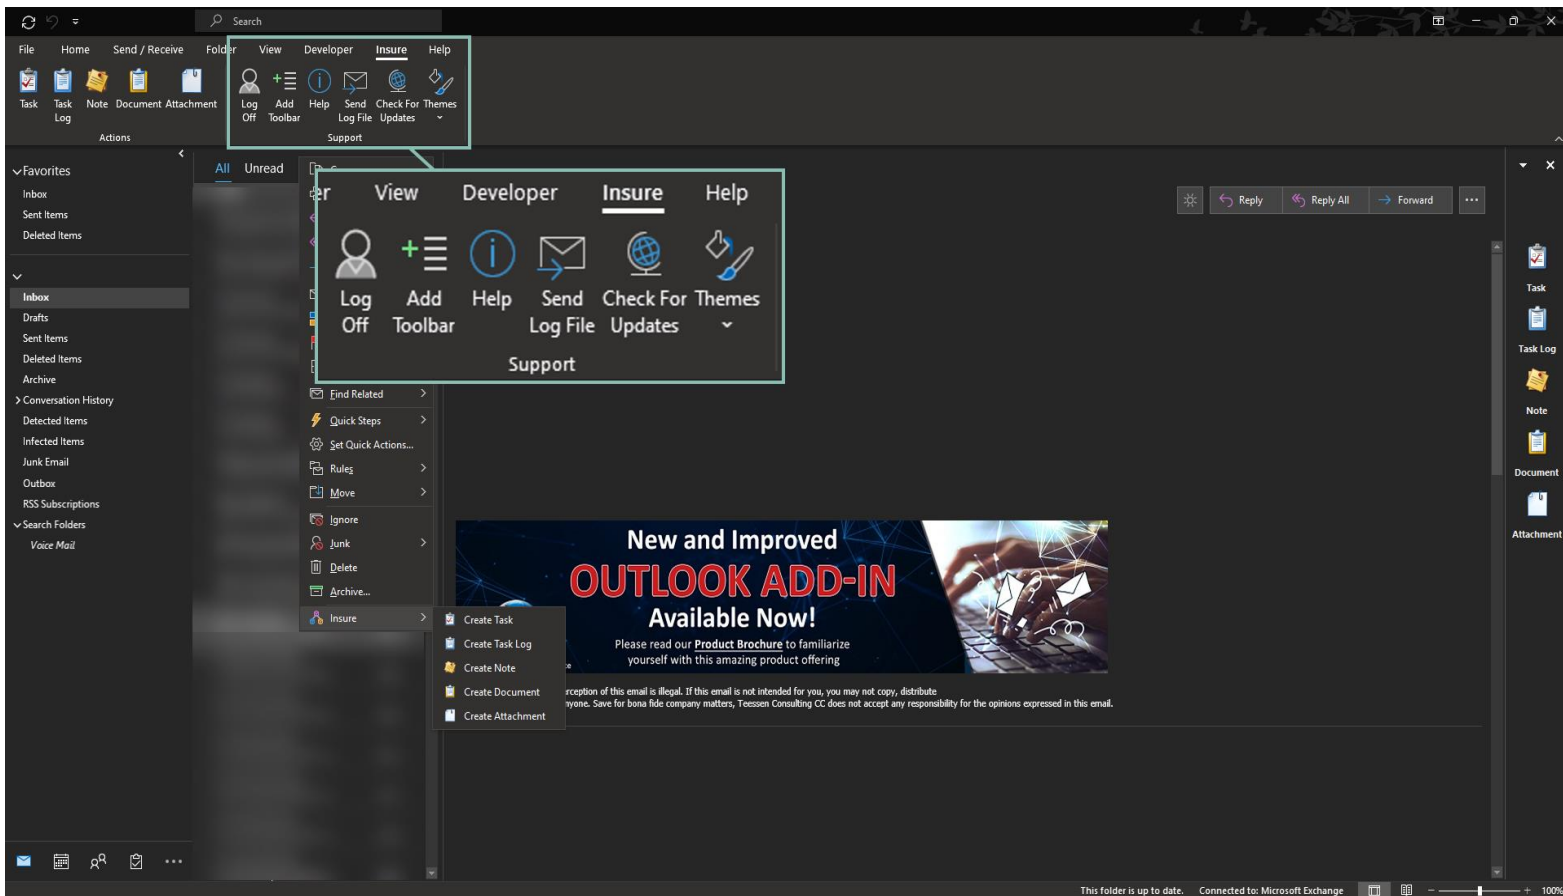 Search
File Home Send / Receive Folder View Developer Insure Help
Task
Task Log
Note
Document
Attachment
Actions
Log Off
Add Toolbar
Help
Send Log File
Check For Updates
Themes
Support
Favorites
Inbox
Sent Items
Deleted Items
Inbox
Drafts
Sent Items
Deleted Items
Archive
Conversation History
Detected Items
Infected Items
Junk Email
Outbox
RSS Subscriptions
Search Folders
Voice Mail
All Unread
er View Developer Insure Help
Log Add Help Send Check For Themes
Off Toolbar Log File Updates
Support
Find Related
Quick Steps
Set Quick Actions...
Rules
Move
Ignore
Junk
Delete
Archive...
Insure
Create Task
Create Task Log
Create Note
Create Document
Create Attachment
Reply Reply All Forward
New and Improved
OUTLOOK ADD-IN
Available Now!
Please read our Product Brochure to familiarize
yourself with this amazing product offering
rception of this email is illegal. If this email is not intended for you, you may not copy, distribute
nyone. Save for bona fide company matters, Teessen Consulting CC does not accept any responsibility for the opinions expressed in this email.
Task
Task Log
Note
Document
Attachment
This folder is up to date. Connected to: Microsoft Exchange 100%